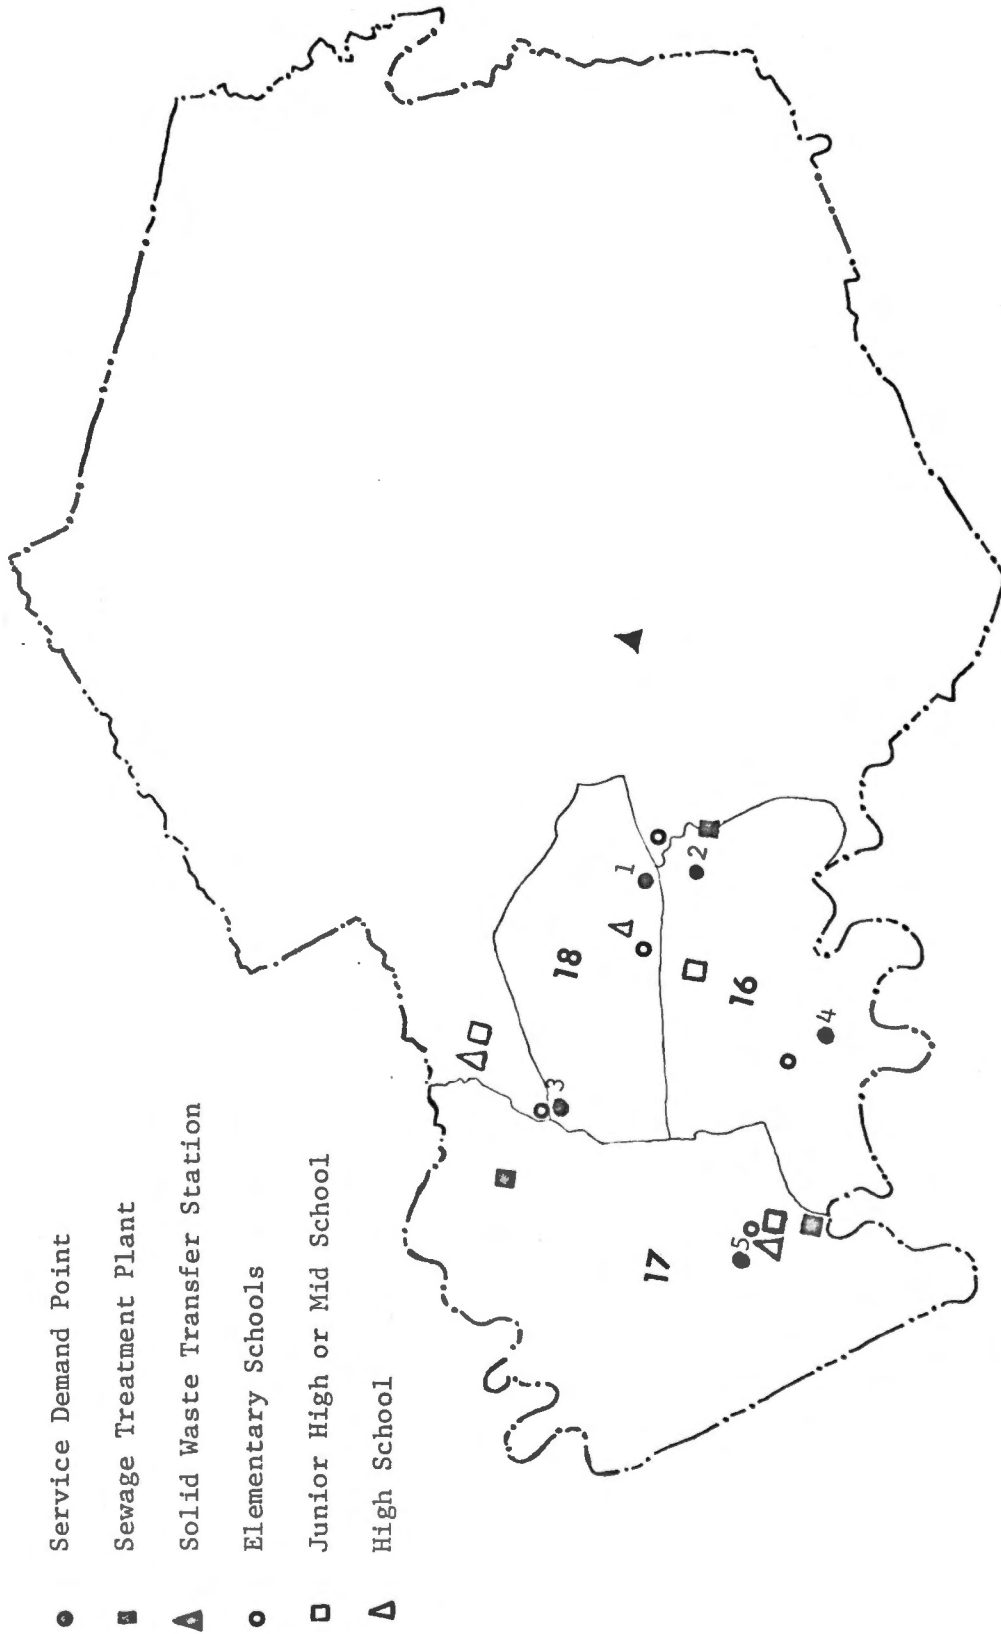 Service Demand Point
Sewage Treatment Plant
Solid Waste Transfer Station
Elementary Schools
Junior High or Mid School
High School
17
18
16
1
2
3
4
5